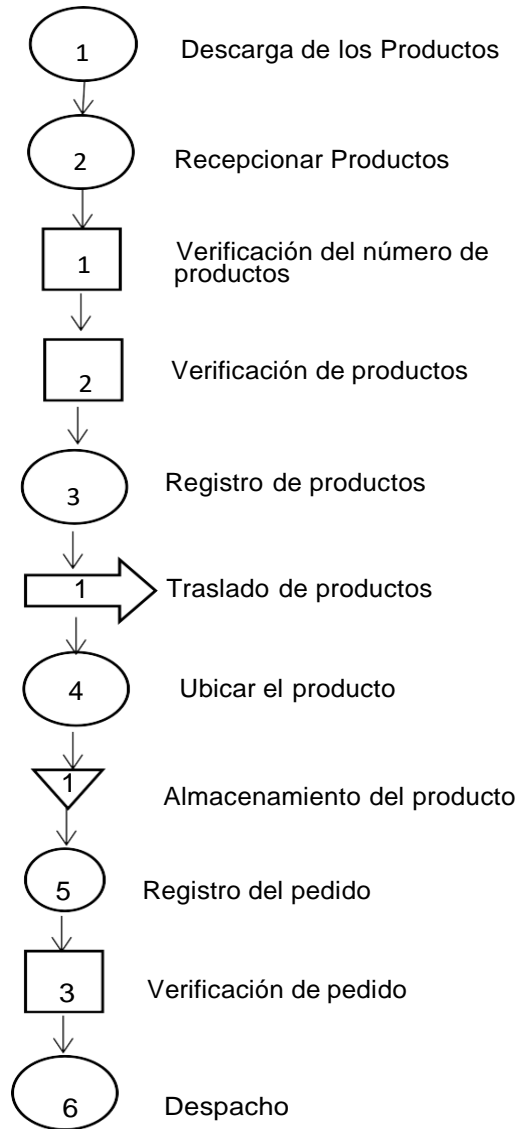 1 Descarga de los Productos
2 Recepcionar Productos
1 Verificación del número de
productos
2 Verificación de productos
3 Registro de productos
1 Traslado de productos
4 Ubicar el producto
1 Almacenamiento del producto
5 Registro del pedido
3 Verificación de pedido
6 Despacho